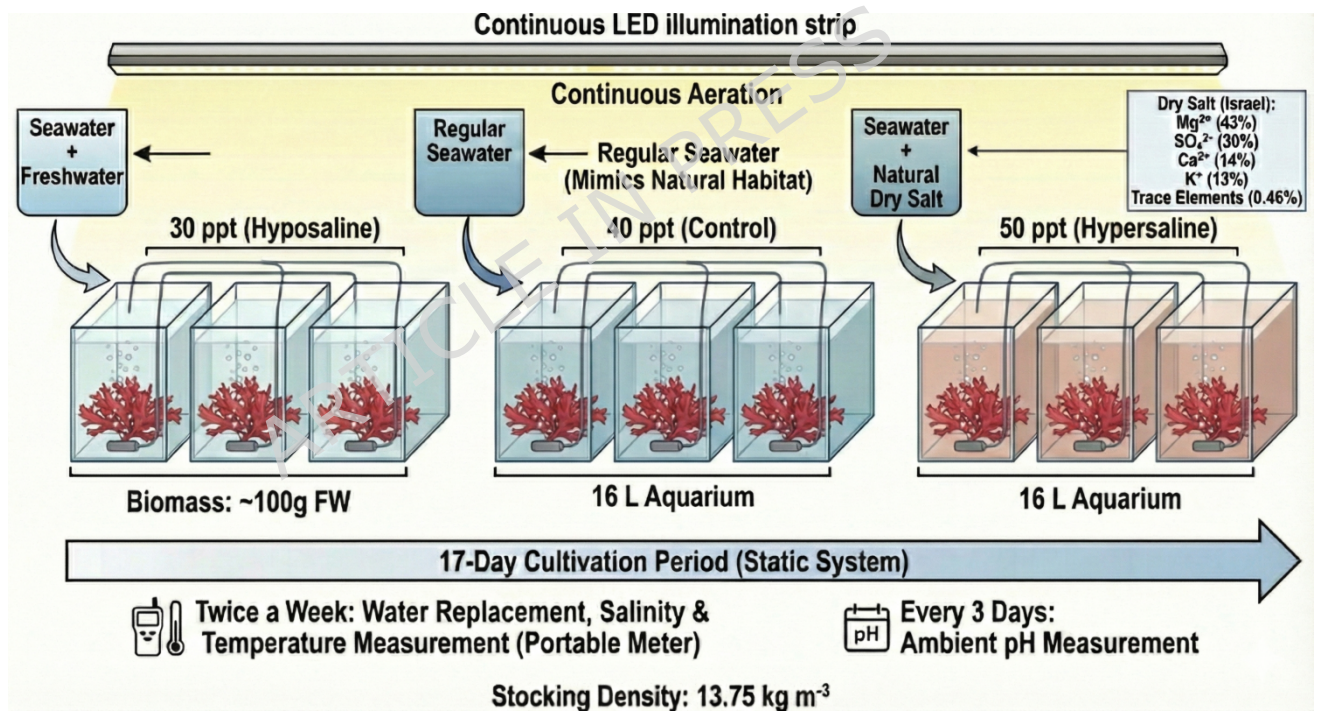 Continuous LED illumination strip
Continuous Aeration
Seawater
+
Freshwater
Regular
Seawater
Regular Seawater
(Mimics Natural Habitat)
Seawater
+
Natural
Dry Salt
Dry Salt (Israel):
Mg²⁺ (43%)
SO₄²⁻ (30%)
Ca²⁺ (14%)
K⁺ (13%)
Trace Elements (0.46%)
30 ppt (Hyposaline)
40 ppt (Control)
50 ppt (Hypersaline)
Biomass: ~100g FW
16 L Aquarium
16 L Aquarium
17-Day Cultivation Period (Static System)
Twice a Week: Water Replacement, Salinity &
Temperature Measurement (Portable Meter)
pH
Every 3 Days:
Ambient pH Measurement
Stocking Density: 13.75 kg m⁻³
ARTICLE IN PRESS